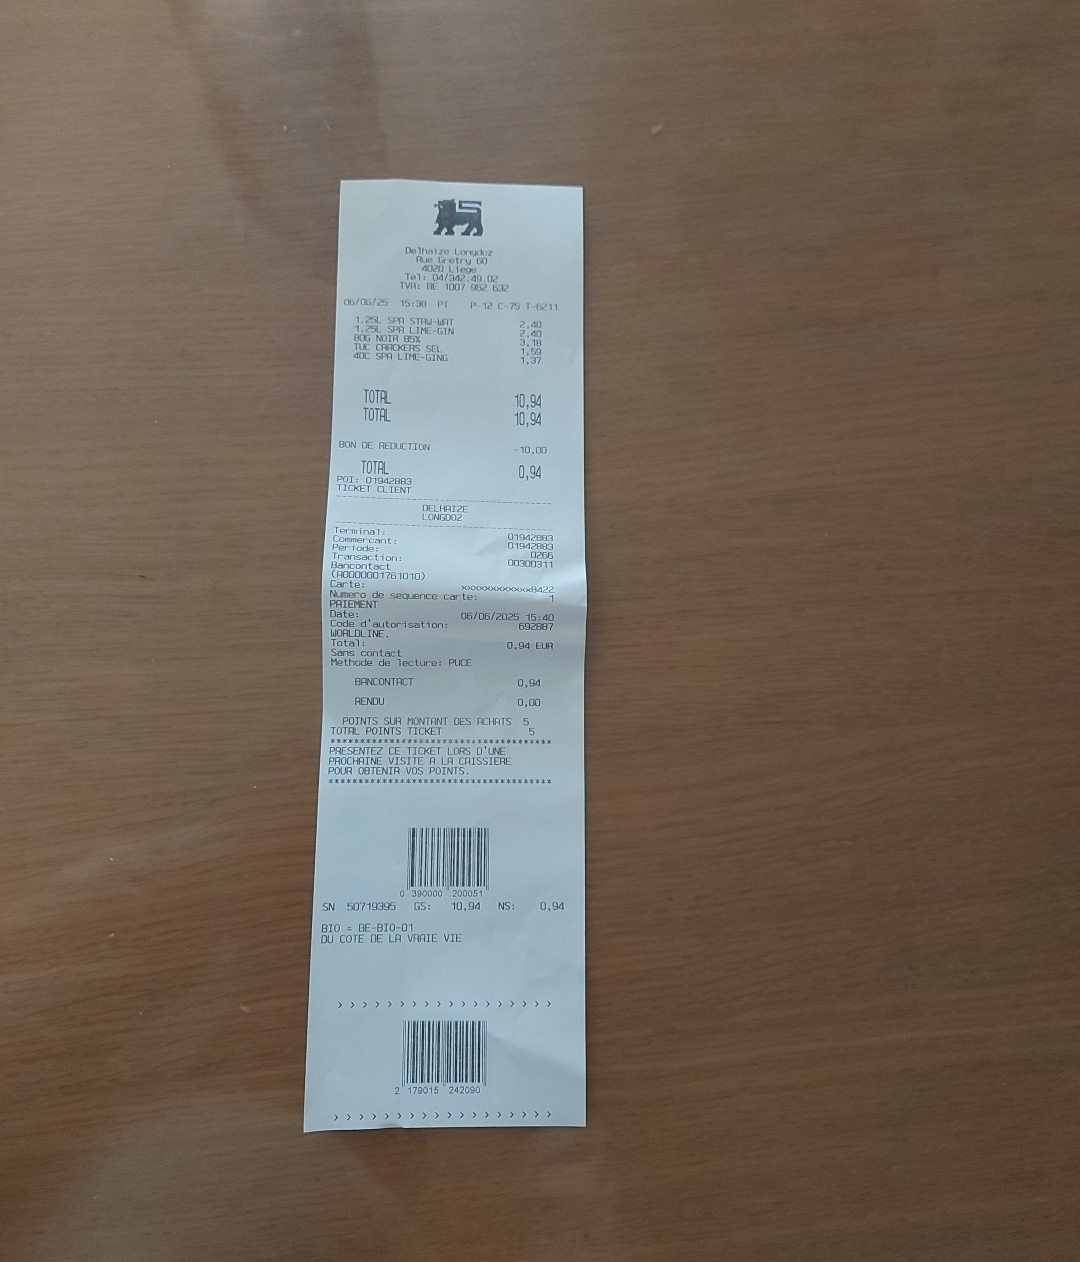 Delhaize Longdoz
Rue Gretry 60
4020 Liege
Tel: 04/342.49.02
TVA: BE 1007 962 632
06/06/25 15:38 PT P-12 C-75 T-6211
1.25L SPA STRW-WAT 2,40
1.25L SPA LIME-GIN 2,40
80G NOIR 85% 3,18
TUC CRACKERS SEL 1,59
40C SPA LIME-GING 1,37
TOTAL 10,94
TOTAL 10,94
BON DE REDUCTION -10,00
TOTAL 0,94
POI: 01942883
TICKET CLIENT
DELHAIZE
LONGDOZ
Terminal: 01942883
Commercant: 01942883
Periode: 0266
Transaction: 00300311
Bancontact
(A0000001761010)
Carte: xxxxxxxxxxxxx8422
Numero de sequence carte: 1
PAIEMENT
Date: 06/06/2025 15:40
Code d'autorisation: 692887
WORLDLINE.
Total: 0,94 EUR
Sans contact
Methode de lecture: PUCE
BANCONTACT 0,94
RENDU 0,00
POINTS SUR MONTANT DES ACHATS 5
TOTAL POINTS TICKET 5
*************************************
PRESENTEZ CE TICKET LORS D'UNE
PROCHAINE VISITE A LA CAISSIERE
POUR OBTENIR VOS POINTS.
*************************************
0 390000 200051
SN 50719395 GS: 10,94 NS: 0,94
BIO = BE-BIO-01
DU COTE DE LA VRAIE VIE
> > > > > > > > > > > > > > > > > >
2 179015 242090
> > > > > > > > > > > > > > > > > >